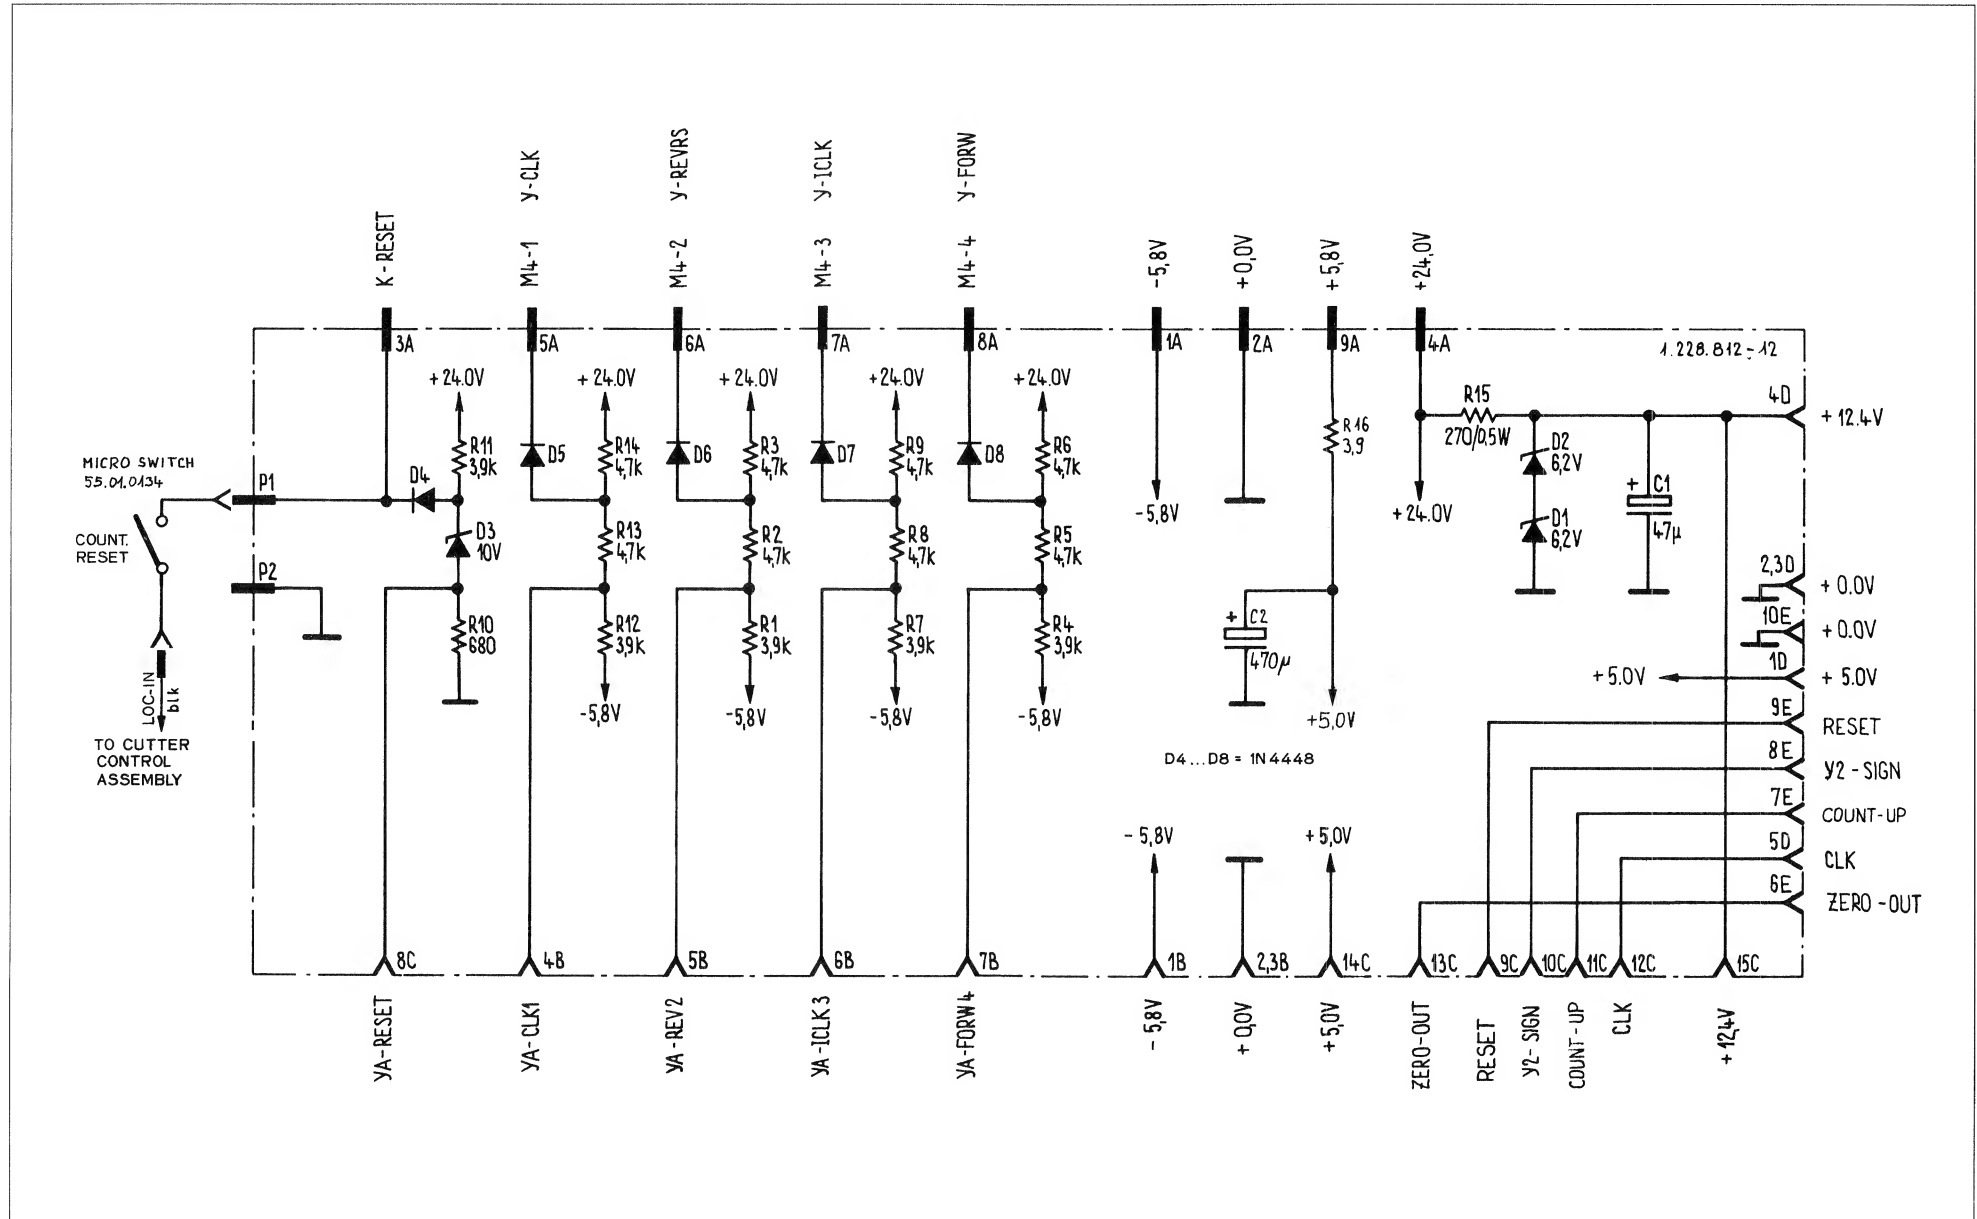 Y-CLK
Y-REVRS
Y-ICLK
Y-FORW
K-RESET
M4-1
M4-2
M4-3
M4-4
-5,8V
+0,0V
+5,8V
+24,0V
3A
5A
6A
7A
8A
1A
2A
9A
4A
1.228.812-12
+24.0V
+24.0V
+24.0V
+24.0V
+24.0V
R15
270/0,5W
4D
+12.4V
R11
3,9k
D5
R14
4,7k
D6
R3
4,7k
D7
R9
4,7k
D8
R6
4,7k
R16
3,9
D2
6,2V
MICRO SWITCH
55.01.0134
P1
D4
C1
+
47µ
-5,8V
+24.0V
COUNT.
RESET
D3
10V
R13
4,7k
R2
4,7k
R8
4,7k
R5
4,7k
D1
6,2V
P2
2,3D
+0.0V
R10
680
R12
3,9k
R1
3,9k
R7
3,9k
R4
3,9k
+
C2
470µ
10E
+0.0V
1D
+5.0V
+5.0V
LOC-IN
blk
-5,8V
-5,8V
-5,8V
-5,8V
+5,0V
9E
RESET
TO CUTTER
CONTROL
ASSEMBLY
D4...D8 = 1N4448
8E
Y2-SIGN
7E
COUNT-UP
-5,8V
+5,0V
5D
CLK
6E
ZERO-OUT
8C
4B
5B
6B
7B
1B
2,3B
14C
13C
9C
10C
11C
12C
15C
YA-RESET
YA-CLK1
YA-REV2
YA-ICLK3
YA-FORW4
-5,8V
+0,0V
+5,0V
ZERO-OUT
RESET
Y2-SIGN
COUNT-UP
CLK
+12,4V